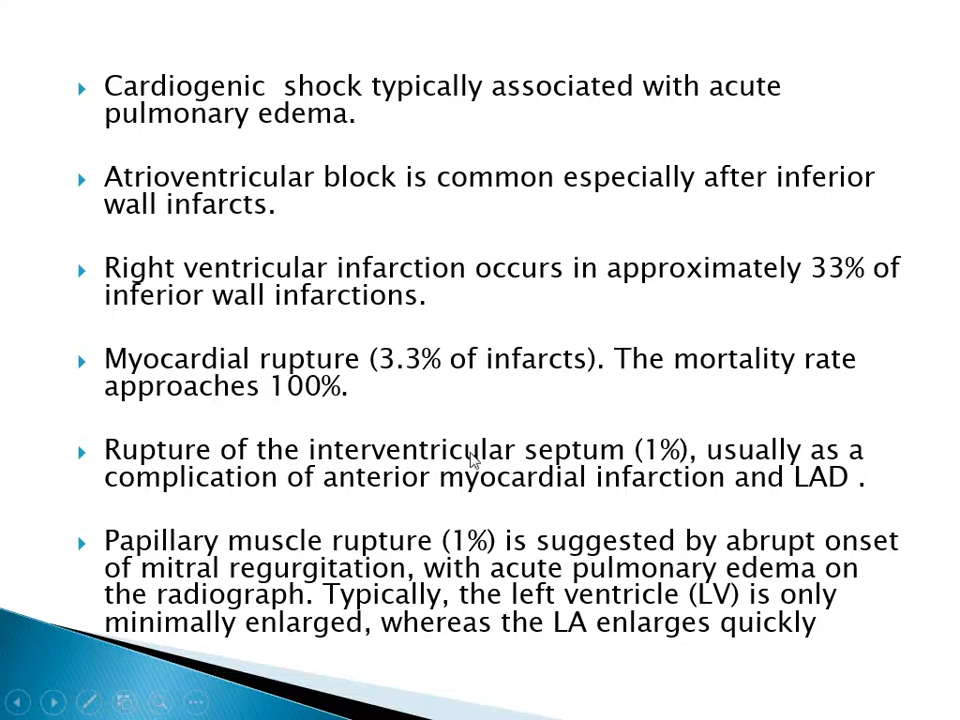 Cardiogenic  shock typically associated with acute
pulmonary edema.
Atrioventricular block is common especially after inferior
wall infarcts.
Right ventricular infarction occurs in approximately 33% of
inferior wall infarctions.
Myocardial rupture (3.3% of infarcts). The mortality rate
approaches 100%.
Rupture of the interventricular septum (1%), usually as a
complication of anterior myocardial infarction and LAD .
Papillary muscle rupture (1%) is suggested by abrupt onset
of mitral regurgitation, with acute pulmonary edema on
the radiograph. Typically, the left ventricle (LV) is only
minimally enlarged, whereas the LA enlarges quickly